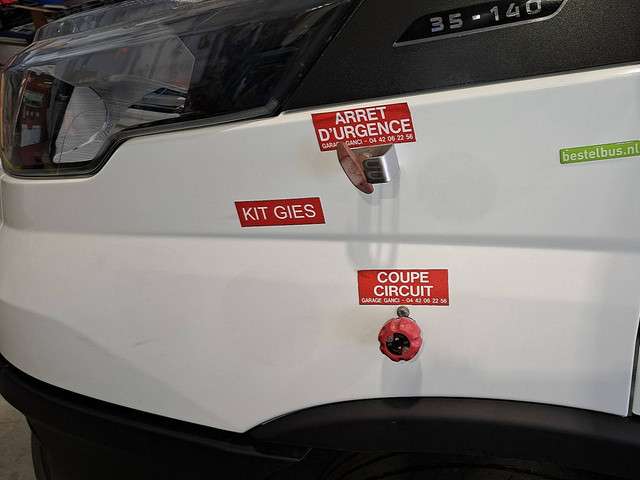 35-140
ARRET
D'URGENCE
GARAGE GANCI - 04 42 06 22 56
bestelbus.nl
KIT GIES
COUPE
CIRCUIT
GARAGE GANCI - 04 42 06 22 56